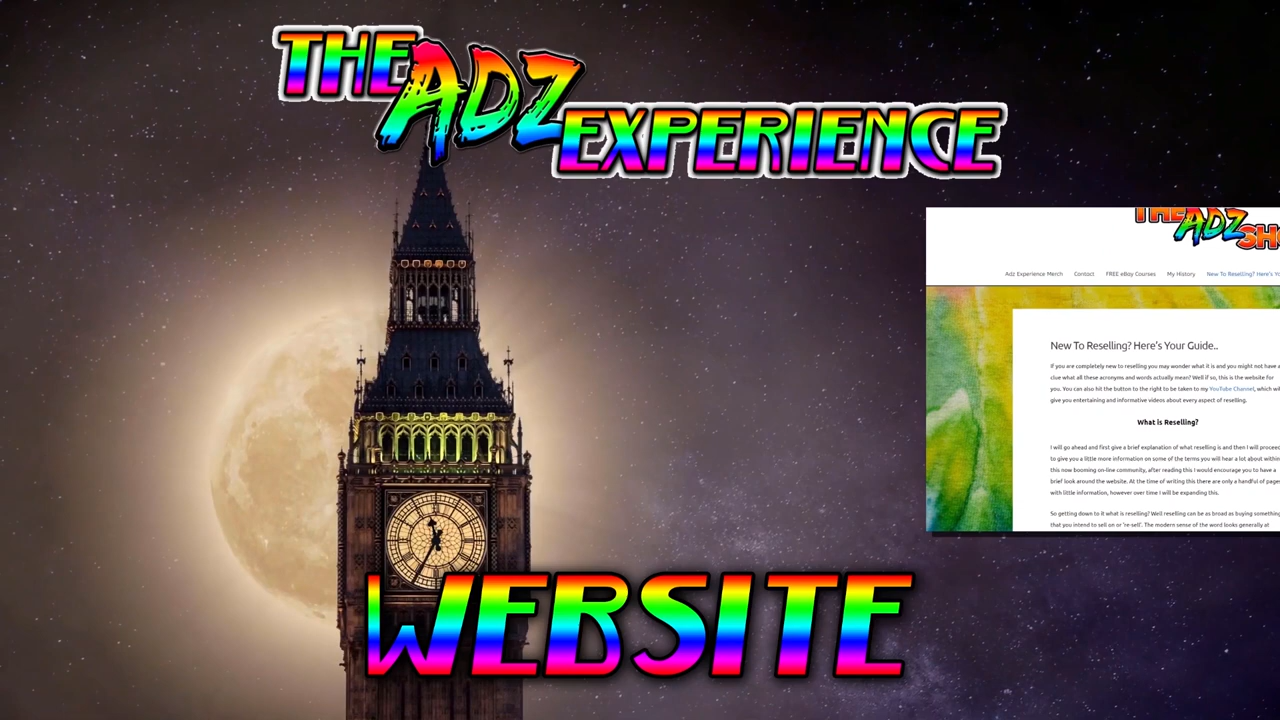 THE ADZ EXPERIENCE
THE ADZ
Adz Experience Merch Contact FREE eBay Courses My History New To Reselling? Here's
New To Reselling? Here's Your Guide..
If you are completely new to reselling you may wonder what it is and you might not have a
clue what all these acronyms and words actually mean? Well if so, this is the website for
you. You can also hit the button to the right to be taken to my YouTube Channel, which
give you entertaining and informative videos about every aspect of reselling.
What is Reselling?
I will go ahead and first give a brief explanation of what reselling is and then I will
to give you a little more information on some of the terms you will hear a lot about
this now booming on-line community, after reading this I would encourage you to have a
brief look around the website. At the time of writing this there are only a handful of
with little information, however over time I will be expanding this.
So getting down to it what is reselling? Well reselling can be as broad as buying
that you intend to sell on or 're-sell'. The modern sense of the word looks generally at
WEBSITE